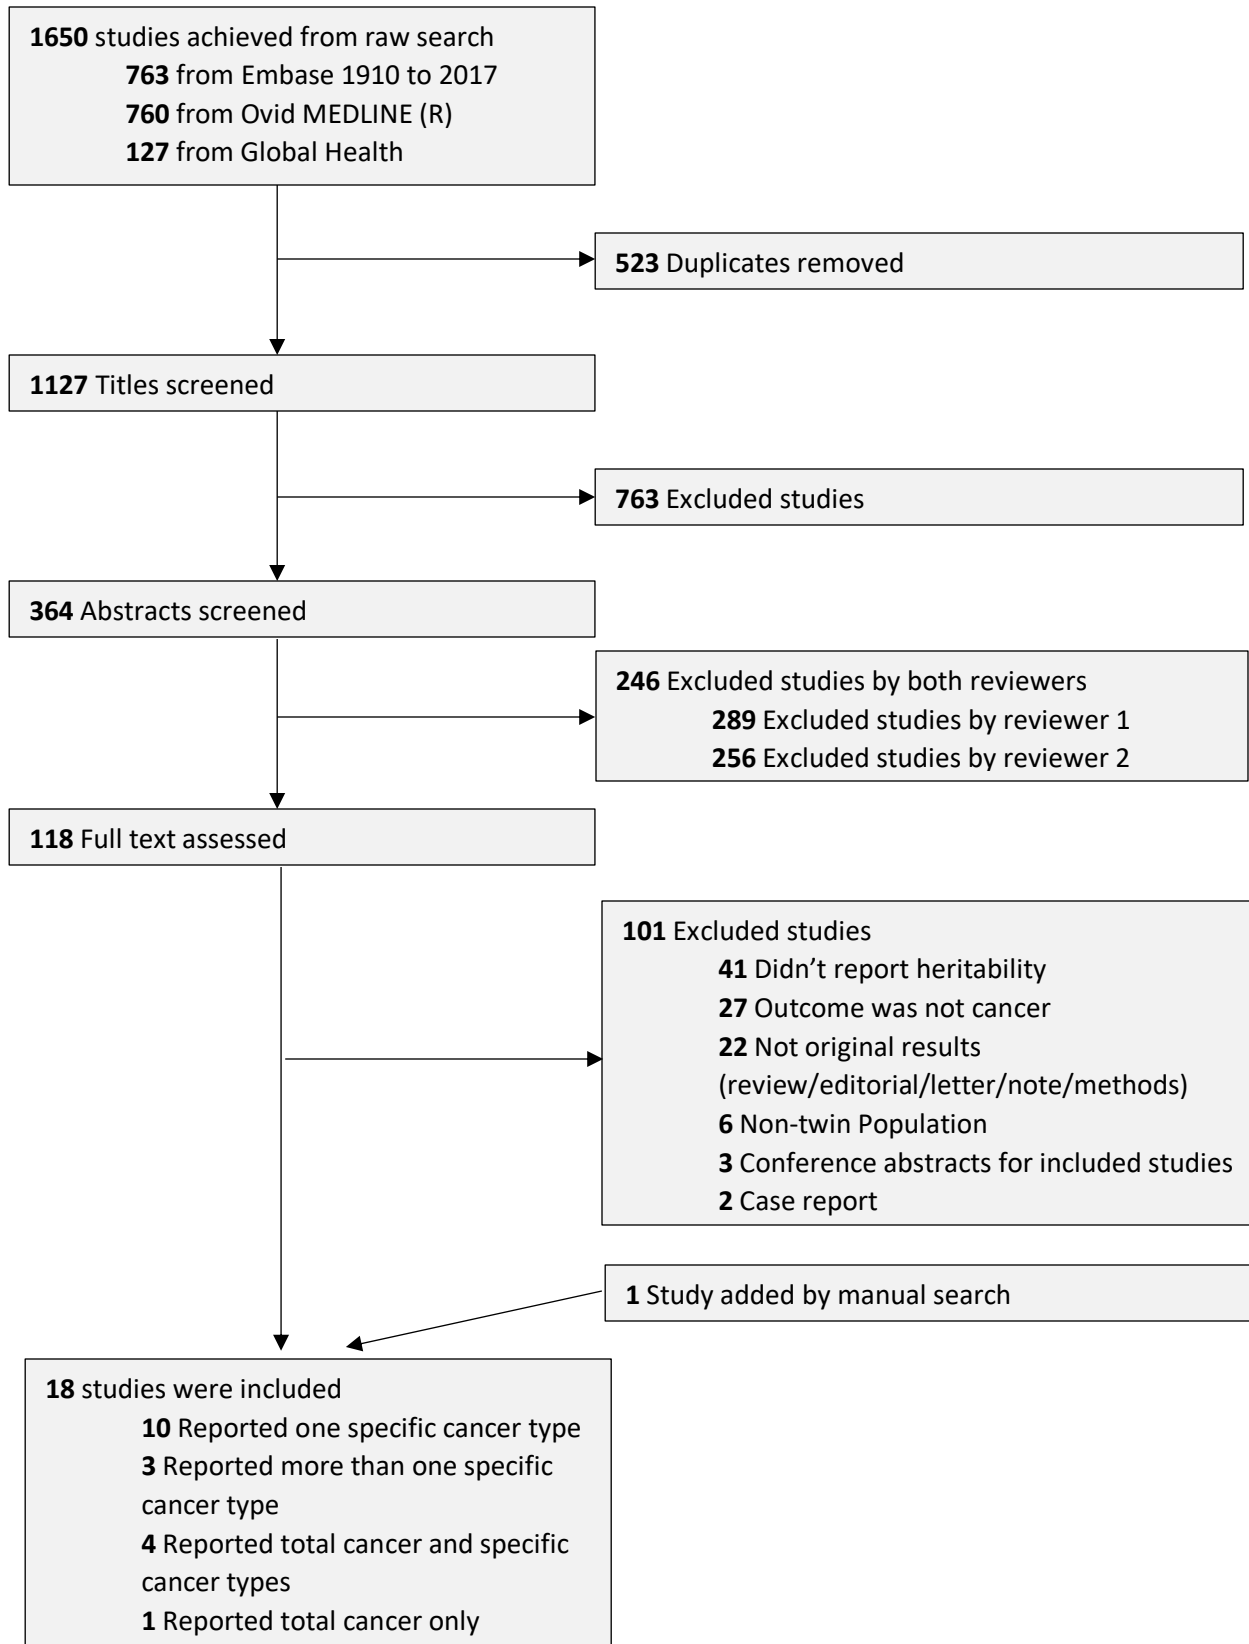 1650 studies achieved from raw search
763 from Embase 1910 to 2017
760 from Ovid MEDLINE (R)
127 from Global Health
523 Duplicates removed
1127 Titles screened
763 Excluded studies
364 Abstracts screened
246 Excluded studies by both reviewers
289 Excluded studies by reviewer 1
256 Excluded studies by reviewer 2
118 Full text assessed
101 Excluded studies
41 Didn’t report heritability
27 Outcome was not cancer
22 Not original results
(review/editorial/letter/note/methods)
6 Non-twin Population
3 Conference abstracts for included studies
2 Case report
1 Study added by manual search
18 studies were included
10 Reported one specific cancer type
3 Reported more than one specific
cancer type
4 Reported total cancer and specific
cancer types
1 Reported total cancer only